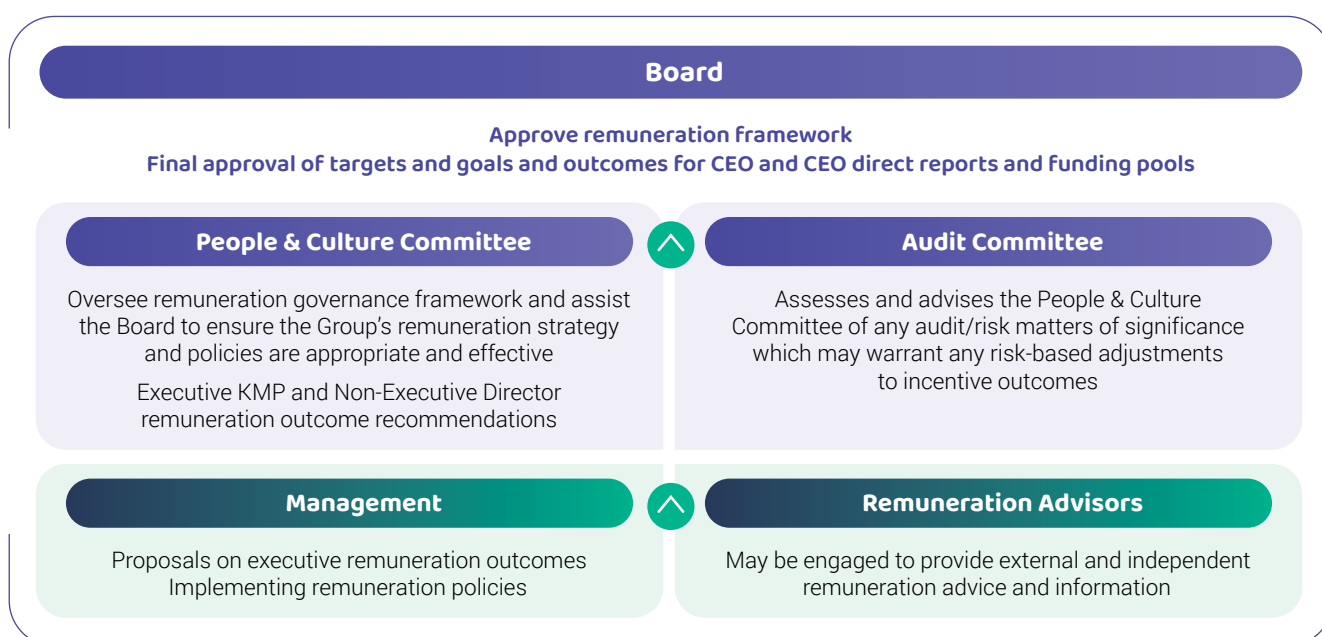 Board
Approve remuneration framework
Final approval of targets and goals and outcomes for CEO and CEO direct reports and funding pools
People & Culture Committee
Oversee remuneration governance framework and assist
the Board to ensure the Group's remuneration strategy
and policies are appropriate and effective
Executive KMP and Non-Executive Director
remuneration outcome recommendations
Audit Committee
Assesses and advises the People & Culture
Committee of any audit/risk matters of significance
which may warrant any risk-based adjustments
to incentive outcomes
Management
Proposals on executive remuneration outcomes
Implementing remuneration policies
Remuneration Advisors
May be engaged to provide external and independent
remuneration advice and information